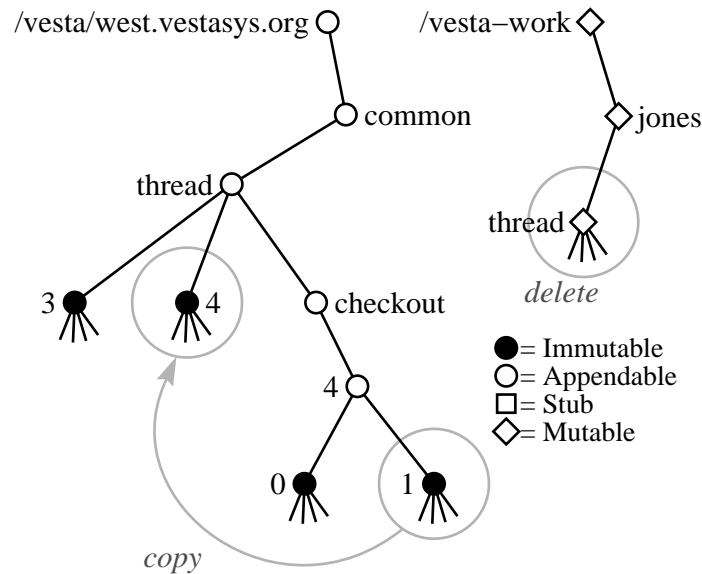 /vesta/west.vestasys.org
/vesta−work
common
jones
thread
thread
3
4
checkout
delete
= Immutable
= Appendable
= Stub
= Mutable
4
0
1
copy